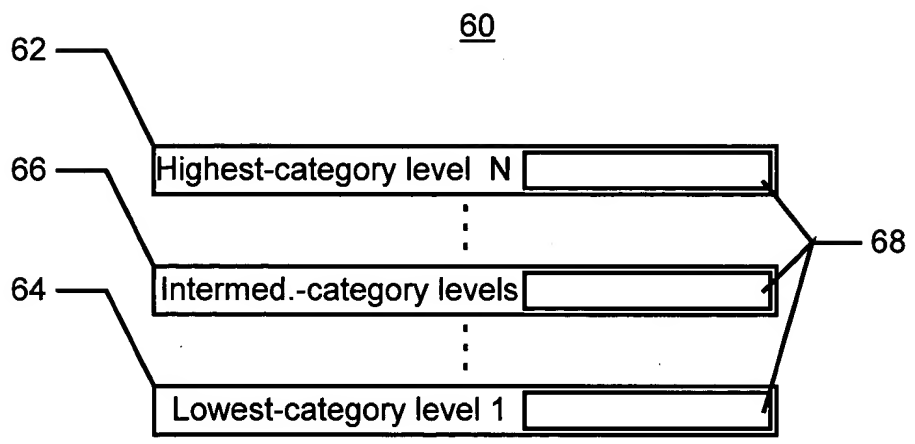 60
62
Highest-category level N
66
68
Intermed.-category levels
64
Lowest-category level 1